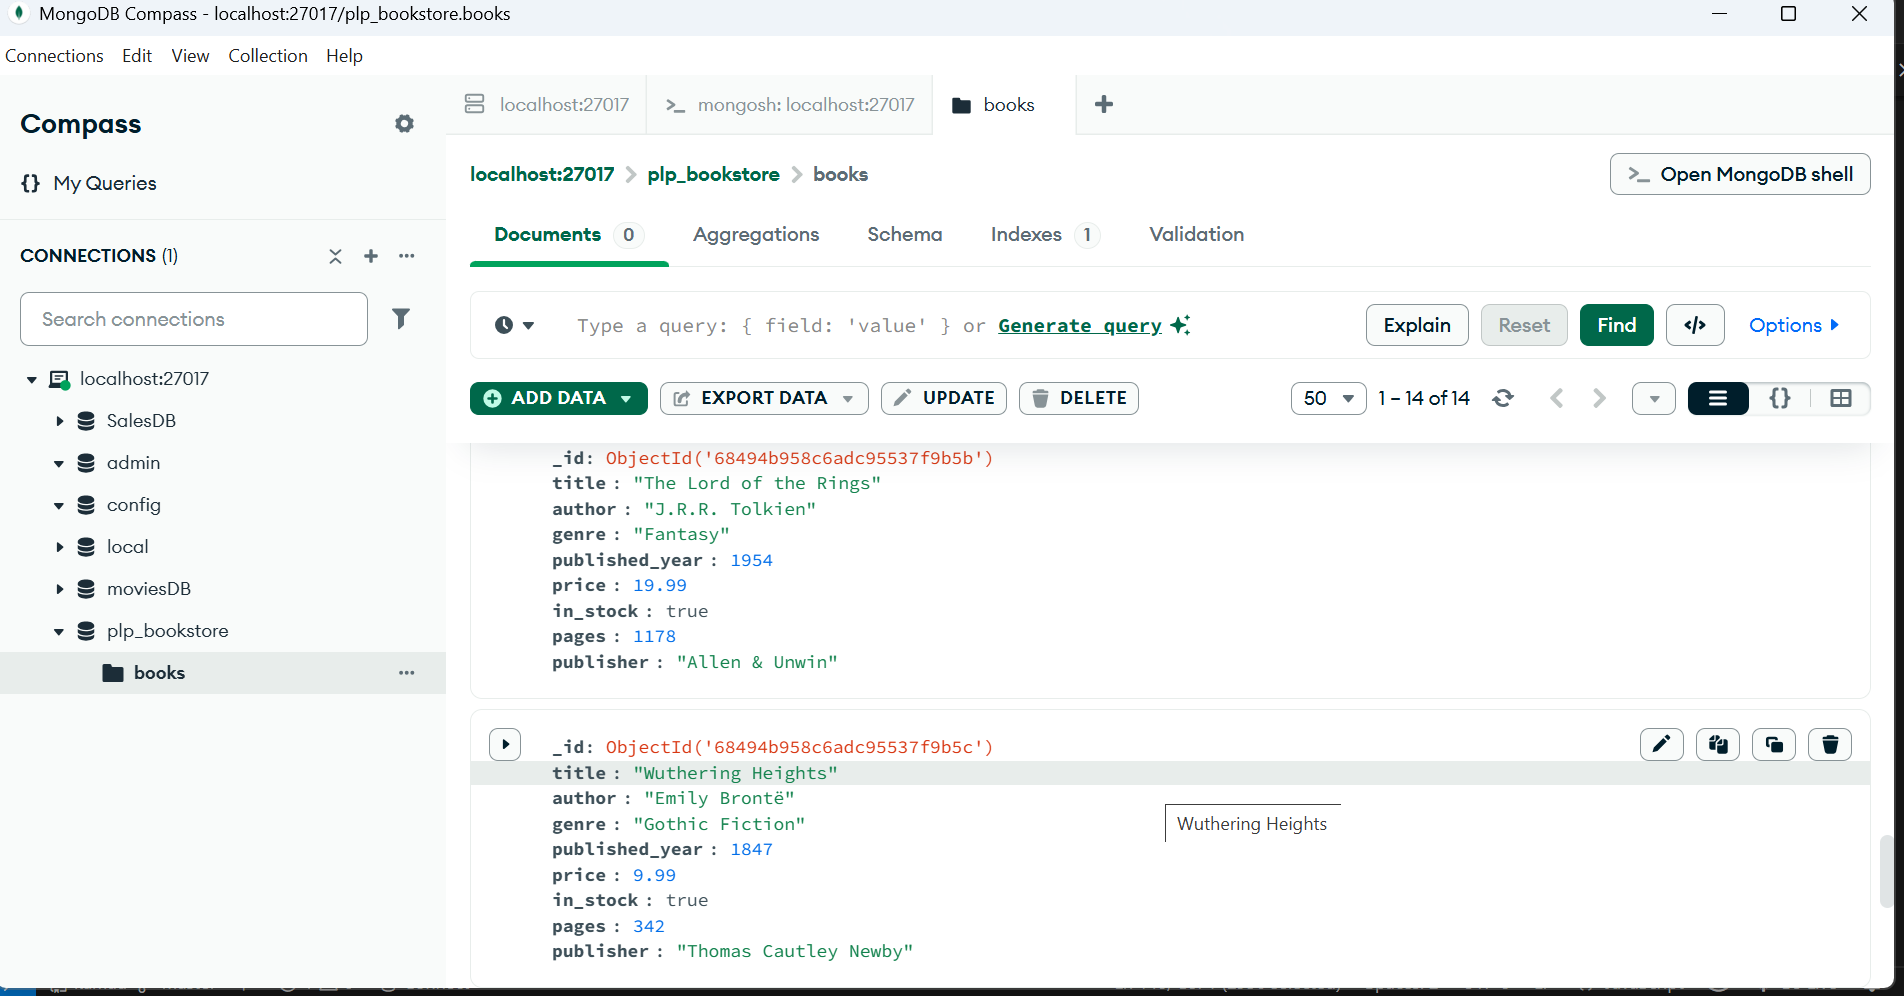 MongoDB Compass - localhost:27017/plp_bookstore.books
Connections Edit View Collection Help
Compass
My Queries
CONNECTIONS (1)
Search connections
localhost:27017
SalesDB
admin
config
local
moviesDB
plp_bookstore
books
localhost:27017
mongosh: localhost:27017
books
localhost:27017 > plp_bookstore > books
Open MongoDB shell
Documents 0 Aggregations Schema Indexes 1 Validation
Type a query: { field: 'value' } or Generate query
Explain Reset Find </> Options
ADD DATA EXPORT DATA UPDATE DELETE
50 1 – 14 of 14 {}
_id: ObjectId('68494b958c6adc95537f9b5b')
title : "The Lord of the Rings"
author : "J.R.R. Tolkien"
genre : "Fantasy"
published_year : 1954
price : 19.99
in_stock : true
pages : 1178
publisher : "Allen & Unwin"
_id: ObjectId('68494b958c6adc95537f9b5c')
title : "Wuthering Heights"
author : "Emily Brontë"
genre : "Gothic Fiction"
Wuthering Heights
published_year : 1847
price : 9.99
in_stock : true
pages : 342
publisher : "Thomas Cautley Newby"